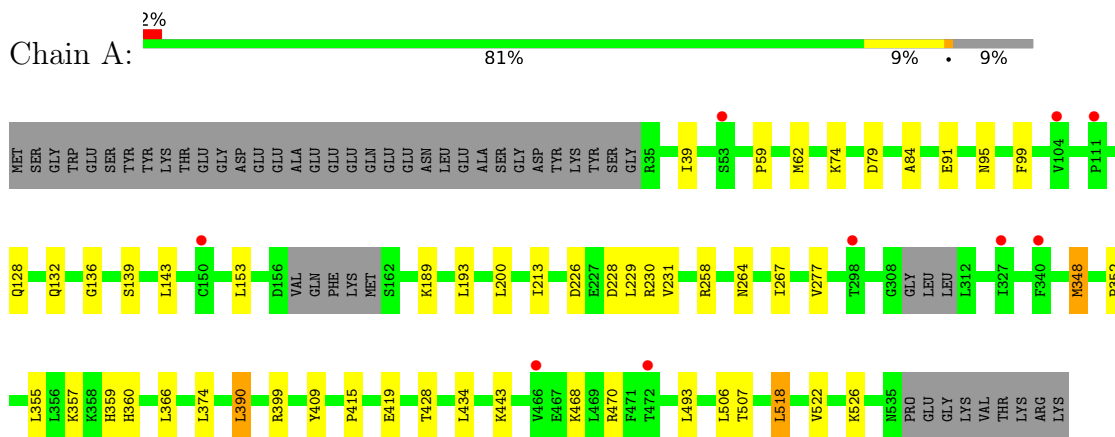 2%
Chain A:
81% 9% • 9%
MET SER GLY TRP GLU SER TYR TYR LYS THR GLU GLY ASP GLU GLU ALA GLU GLU GLU GLN GLU GLU ASN LEU GLU ALA SER GLY ASP TYR LYS TYR SER GLY R35 I39 S53 P59 M62 K74 D79 A84 E91 N95 F99 V104 P111
Q128 Q132 G136 S139 L143 C150 L153 D156 VAL GLN PHE LYS MET S162 K189 L193 L200 I213 D226 E227 D228 L229 R230 V231 R258 N264 I267 V277 T298 G308 GLY LEU LEU L312 I327 F340 M348
L355 L356 K357 K358 H359 H360 L366 L374 L390 R399 Y409 P415 E419 T428 L434 K443 V466 E467 K468 L469 R470 F471 T472 L493 L506 T507 L518 V522 K526 N535 PRO GLU GLY LYS VAL THR LYS ARG LYS